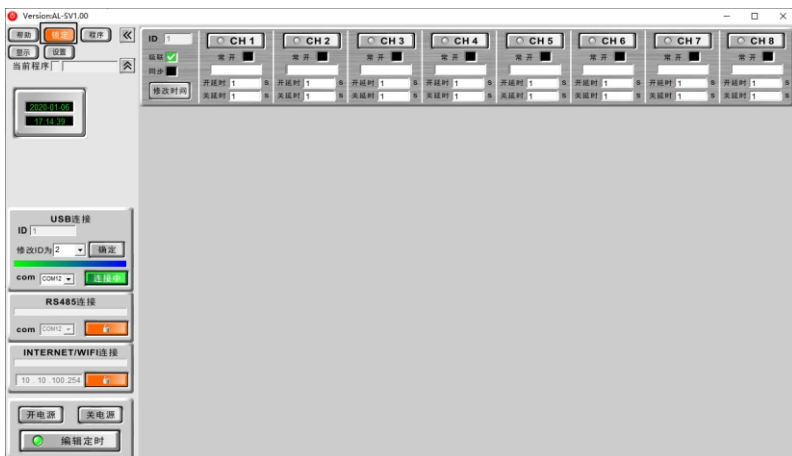 Version:AL-SV1.00
帮助 锁定 程序
显示 设置
当前程序
2020-01-06
17:14:39
USB连接
ID 1
修改ID为 2 确定
com COM12 连接中
RS485连接
com COM12
INTERNET/WIFI连接
10 . 10 .100.254
开电源 关电源
编辑定时
ID 1
级联
同步
修改时间
CH 1
常开
开延时 1 S
关延时 1 S
CH 2
常开
开延时 1 S
关延时 1 S
CH 3
常开
开延时 1 S
关延时 1 S
CH 4
常开
开延时 1 S
关延时 1 S
CH 5
常开
开延时 1 S
关延时 1 S
CH 6
常开
开延时 1 S
关延时 1 S
CH 7
常开
开延时 1 S
关延时 1 S
CH 8
常开
开延时 1 S
关延时 1 S